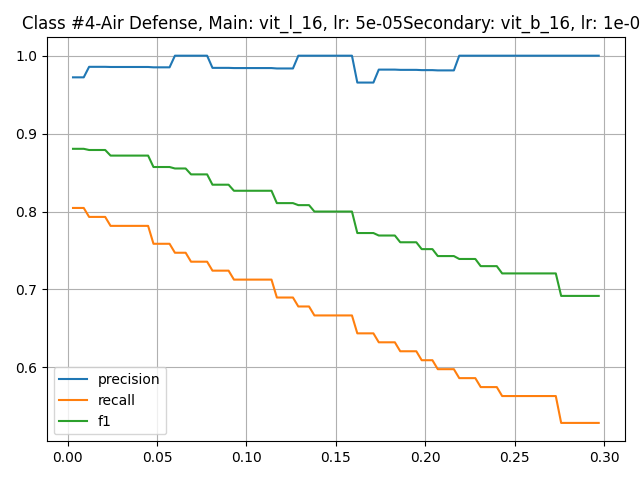 Class #4-Air Defense, Main: vit_l_16, lr: 5e-05Secondary: vit_b_16, lr: 1e-0
1.0
0.9
0.8
0.7
0.6
precision
recall
f1
0.00 0.05 0.10 0.15 0.20 0.25 0.30